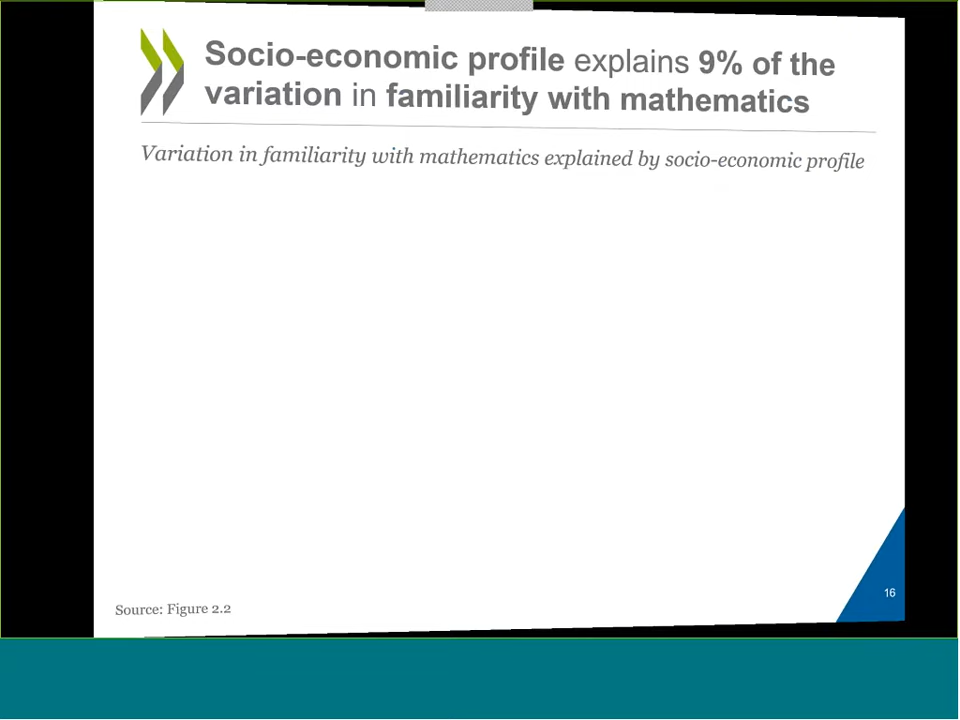 Socio-economic profile explains 9% of the
variation in familiarity with mathematics
Variation in familiarity with mathematics explained by socio-economic profile
16
Source: Figure 2.2